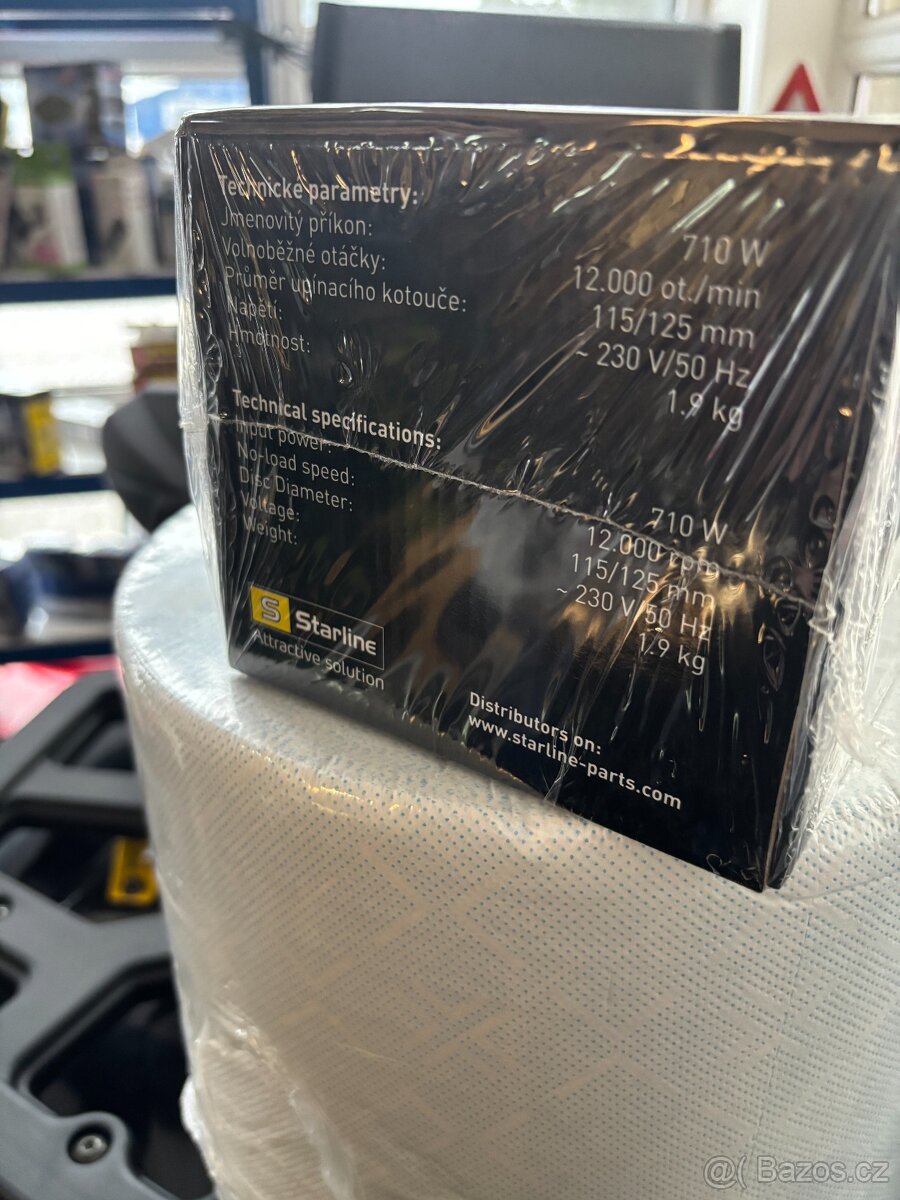 Technické parametry:
Jmenovitý příkon: 710 W
Volnoběžné otáčky: 12.000 ot./min
Průměr upínacího kotouče: 115/125 mm
Napětí: ~ 230 V/50 Hz
Hmotnost: 1.9 kg
Technical specifications:
Input power: 710 W
No-load speed: 12.000 rpm
Disc Diameter: 115/125 mm
Voltage: ~ 230 V/50 Hz
Weight: 1.9 kg
S Starline
Attractive solution
Distributors on:
www.starline-parts.com
@( Bazos.cz